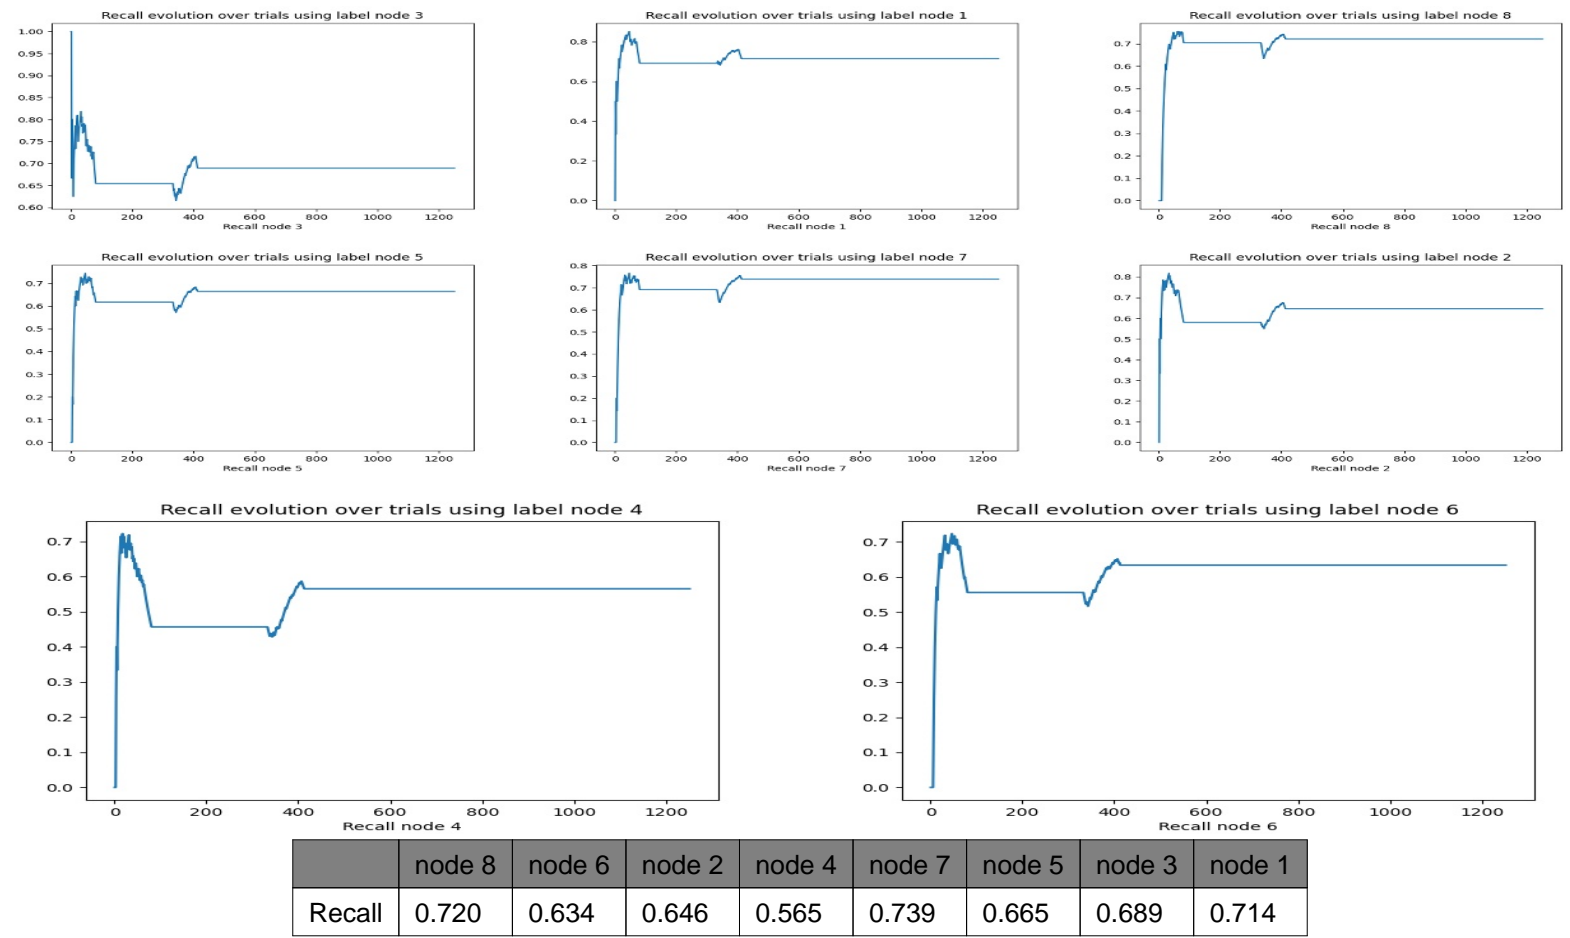 Recall evolution over trials using label node 3
1.00
0.95
0.90
0.85
0.80
0.75
0.70
0.65
0.60
0 200 400 600 800 1000 1200
Recall node 3
Recall evolution over trials using label node 1
0.8
0.6
0.4
0.2
0.0
0 200 400 600 800 1000 1200
Recall node 1
Recall evolution over trials using label node 8
0.7
0.6
0.5
0.4
0.3
0.2
0.1
0.0
0 200 400 600 800 1000 1200
Recall node 8
Recall evolution over trials using label node 5
0.7
0.6
0.5
0.4
0.3
0.2
0.1
0.0
0 200 400 600 800 1000 1200
Recall node 5
Recall evolution over trials using label node 7
0.8
0.7
0.6
0.5
0.4
0.3
0.2
0.1
0.0
0 200 400 600 800 1000 1200
Recall node 7
Recall evolution over trials using label node 2
0.8
0.7
0.6
0.5
0.4
0.3
0.2
0.1
0.0
0 200 400 600 800 1000 1200
Recall node 2
Recall evolution over trials using label node 4
0.7
0.6
0.5
0.4
0.3
0.2
0.1
0.0
0 200 400 600 800 1000 1200
Recall node 4
Recall evolution over trials using label node 6
0.7
0.6
0.5
0.4
0.3
0.2
0.1
0.0
0 200 400 600 800 1000 1200
Recall node 6
node 8 node 6 node 2 node 4 node 7 node 5 node 3 node 1
Recall 0.720 0.634 0.646 0.565 0.739 0.665 0.689 0.714